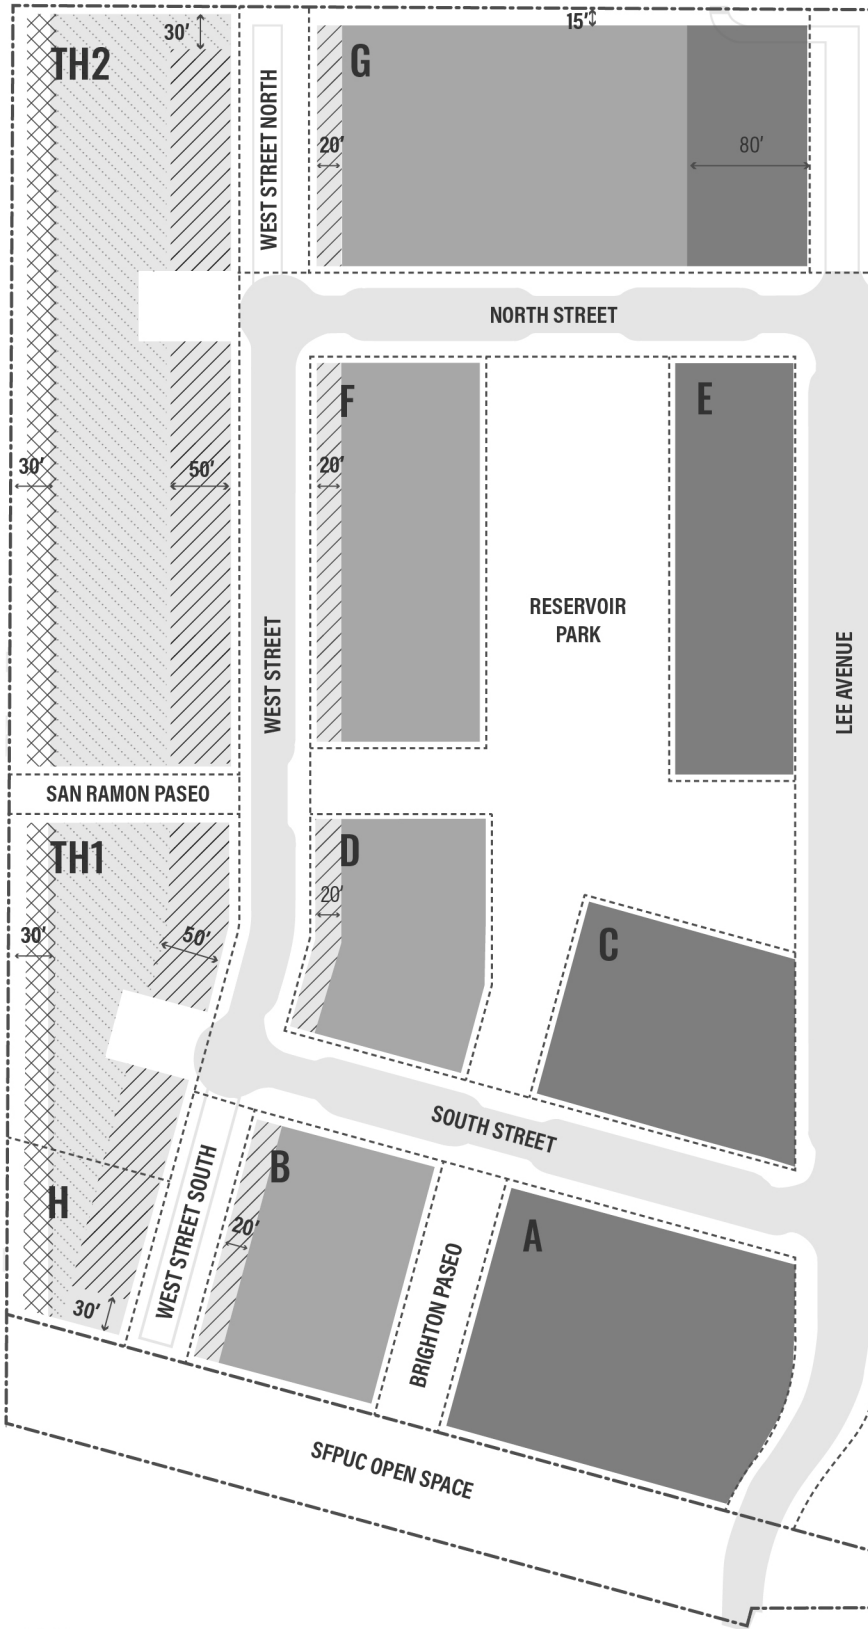 15′
30′
TH2
G
WEST STREET NORTH
20′
80′
NORTH STREET
F
E
30′
50′
20′
RESERVOIR
PARK
WEST STREET
LEE AVENUE
SAN RAMON PASEO
TH1
D
20′
30′
50′
C
SOUTH STREET
B
H
WEST STREET SOUTH
20′
A
BRIGHTON PASEO
30′
SFPUC OPEN SPACE